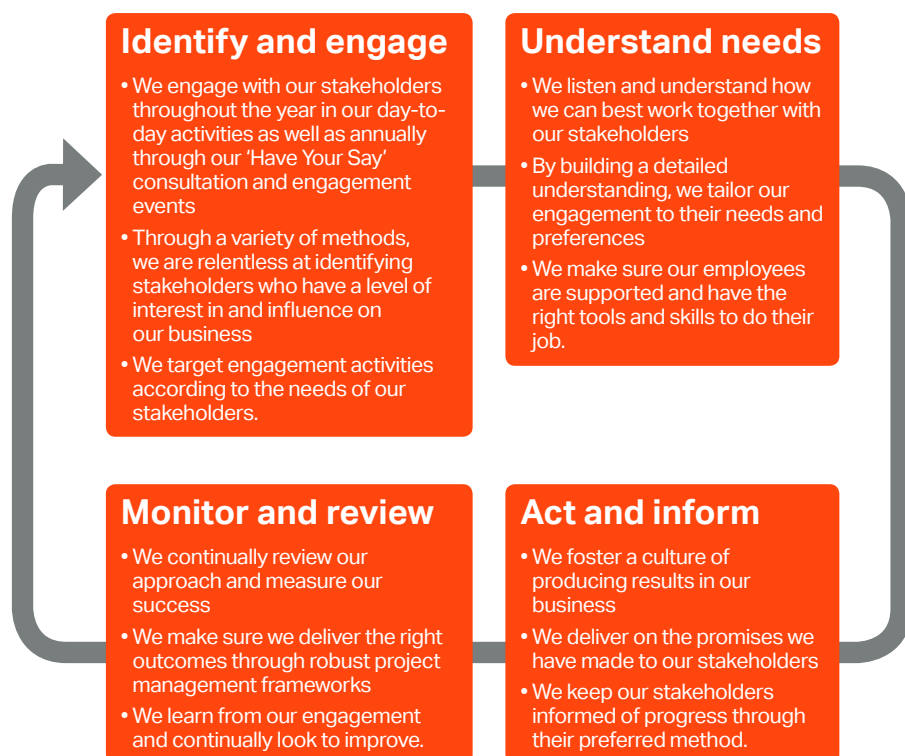 Identify and engage
• We engage with our stakeholders
throughout the year in our day-to-
day activities as well as annually
through our ‘Have Your Say’
consultation and engagement
events
• Through a variety of methods,
we are relentless at identifying
stakeholders who have a level of
interest in and influence on
our business
• We target engagement activities
according to the needs of our
stakeholders.
Understand needs
• We listen and understand how
we can best work together with
our stakeholders
• By building a detailed
understanding, we tailor our
engagement to their needs and
preferences
• We make sure our employees
are supported and have the
right tools and skills to do their
job.
Monitor and review
• We continually review our
approach and measure our
success
• We make sure we deliver the right
outcomes through robust project
management frameworks
• We learn from our engagement
and continually look to improve.
Act and inform
• We foster a culture of
producing results in our
business
• We deliver on the promises we
have made to our stakeholders
• We keep our stakeholders
informed of progress through
their preferred method.